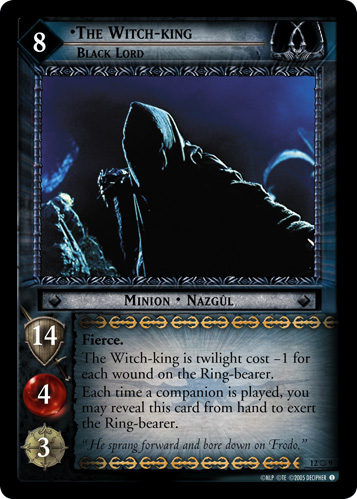 8
•The Witch-king
Black Lord
Minion • Nazgûl
14
Fierce.
The Witch-king is twilight cost –1 for
each wound on the Ring-bearer.
4
Each time a companion is played, you
may reveal this card from hand to exert
the Ring-bearer.
3
"He sprang forward and bore down on Frodo."
©NLP ©TE ©2005 DECIPHER